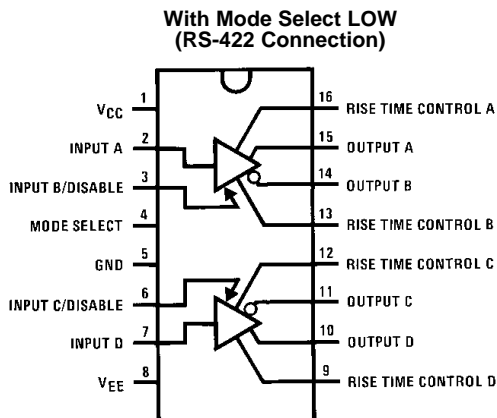 With Mode Select LOW
(RS-422 Connection)
VCC 1
INPUT A 2
INPUT B/DISABLE 3
MODE SELECT 4
GND 5
INPUT C/DISABLE 6
INPUT D 7
VEE 8
16 RISE TIME CONTROL A
15 OUTPUT A
14 OUTPUT B
13 RISE TIME CONTROL B
12 RISE TIME CONTROL C
11 OUTPUT C
10 OUTPUT D
9 RISE TIME CONTROL D